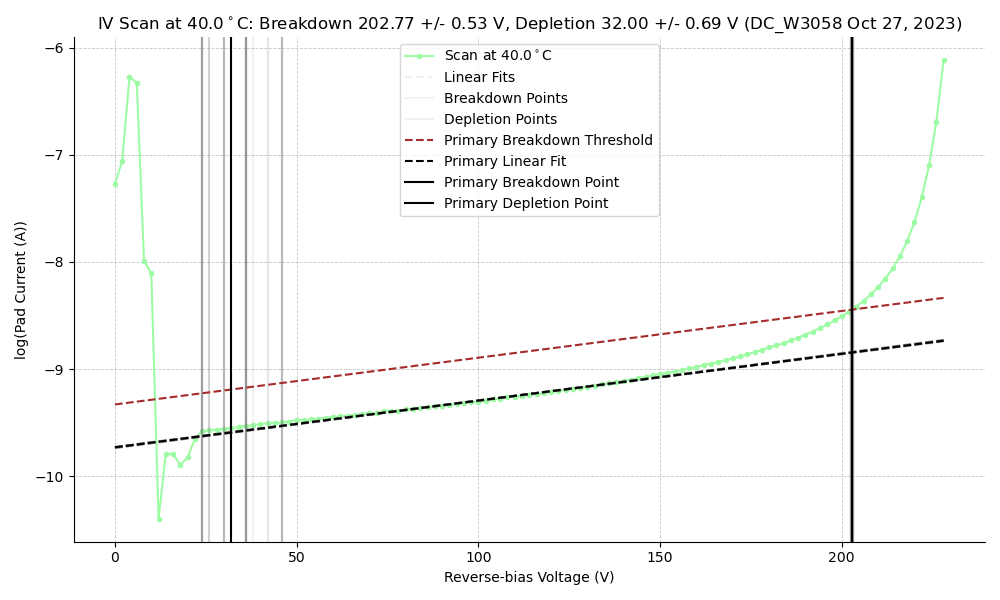 IV Scan at 40.0°C: Breakdown 202.77 +/- 0.53 V, Depletion 32.00 +/- 0.69 V (DC_W3058 Oct 27, 2023)
Scan at 40.0°C
Linear Fits
Breakdown Points
Depletion Points
Primary Breakdown Threshold
Primary Linear Fit
Primary Breakdown Point
Primary Depletion Point
log(Pad Current (A))
−6
−7
−8
−9
−10
0 50 100 150 200
Reverse-bias Voltage (V)